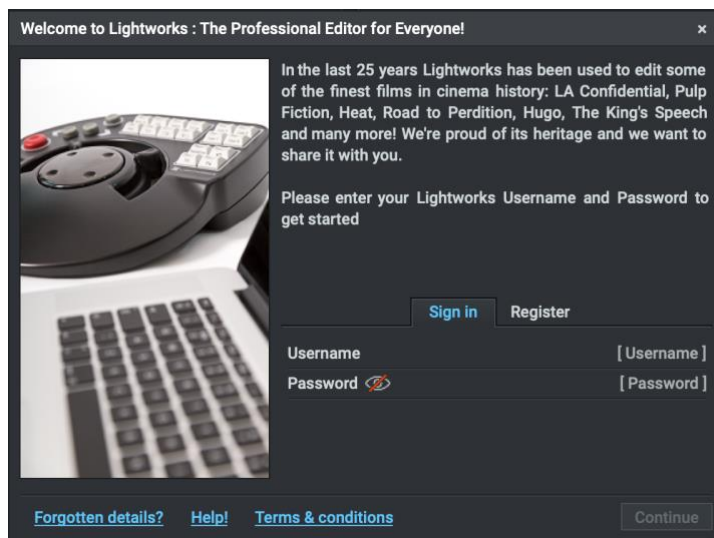 Welcome to Lightworks : The Professional Editor for Everyone!
×
In the last 25 years Lightworks has been used to edit some
of the finest films in cinema history: LA Confidential, Pulp
Fiction, Heat, Road to Perdition, Hugo, The King's Speech
and many more! We're proud of its heritage and we want to
share it with you.
Please enter your Lightworks Username and Password to
get started
Sign in Register
Username [ Username ]
Password [ Password ]
Forgotten details? Help! Terms & conditions Continue